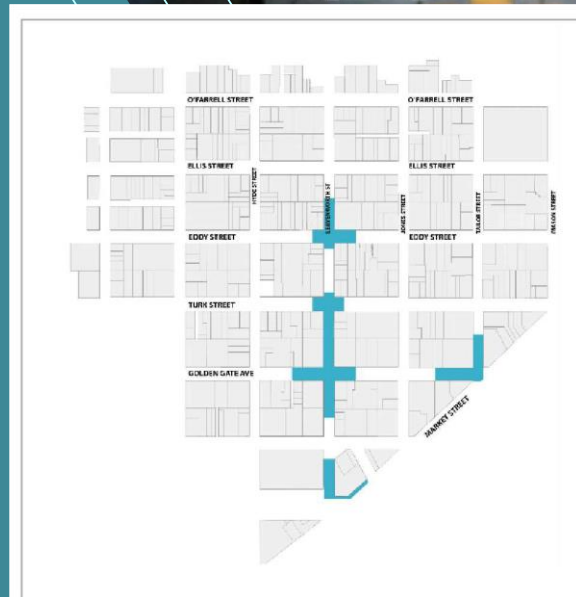 O'FARRELL STREET
O'FARRELL STREET
ELLIS STREET
ELLIS STREET
HYDE STREET
LEAVENWORTH ST
JONES STREET
TAYLOR STREET
MASON STREET
EDDY STREET
EDDY STREET
TURK STREET
GOLDEN GATE AVE
MARKET STREET